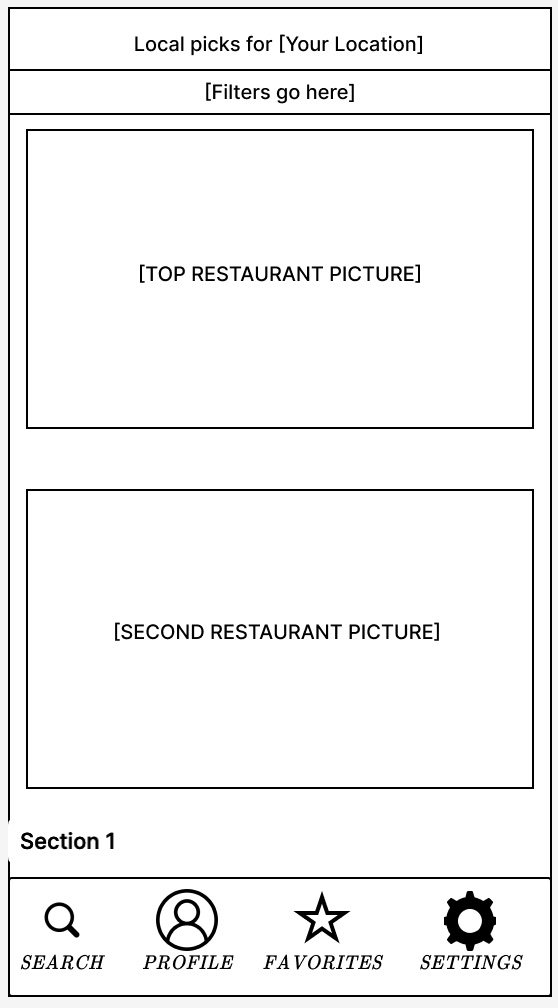 Local picks for [Your Location]
[Filters go here]
[TOP RESTAURANT PICTURE]
[SECOND RESTAURANT PICTURE]
Section 1
SEARCH PROFILE FAVORITES SETTINGS